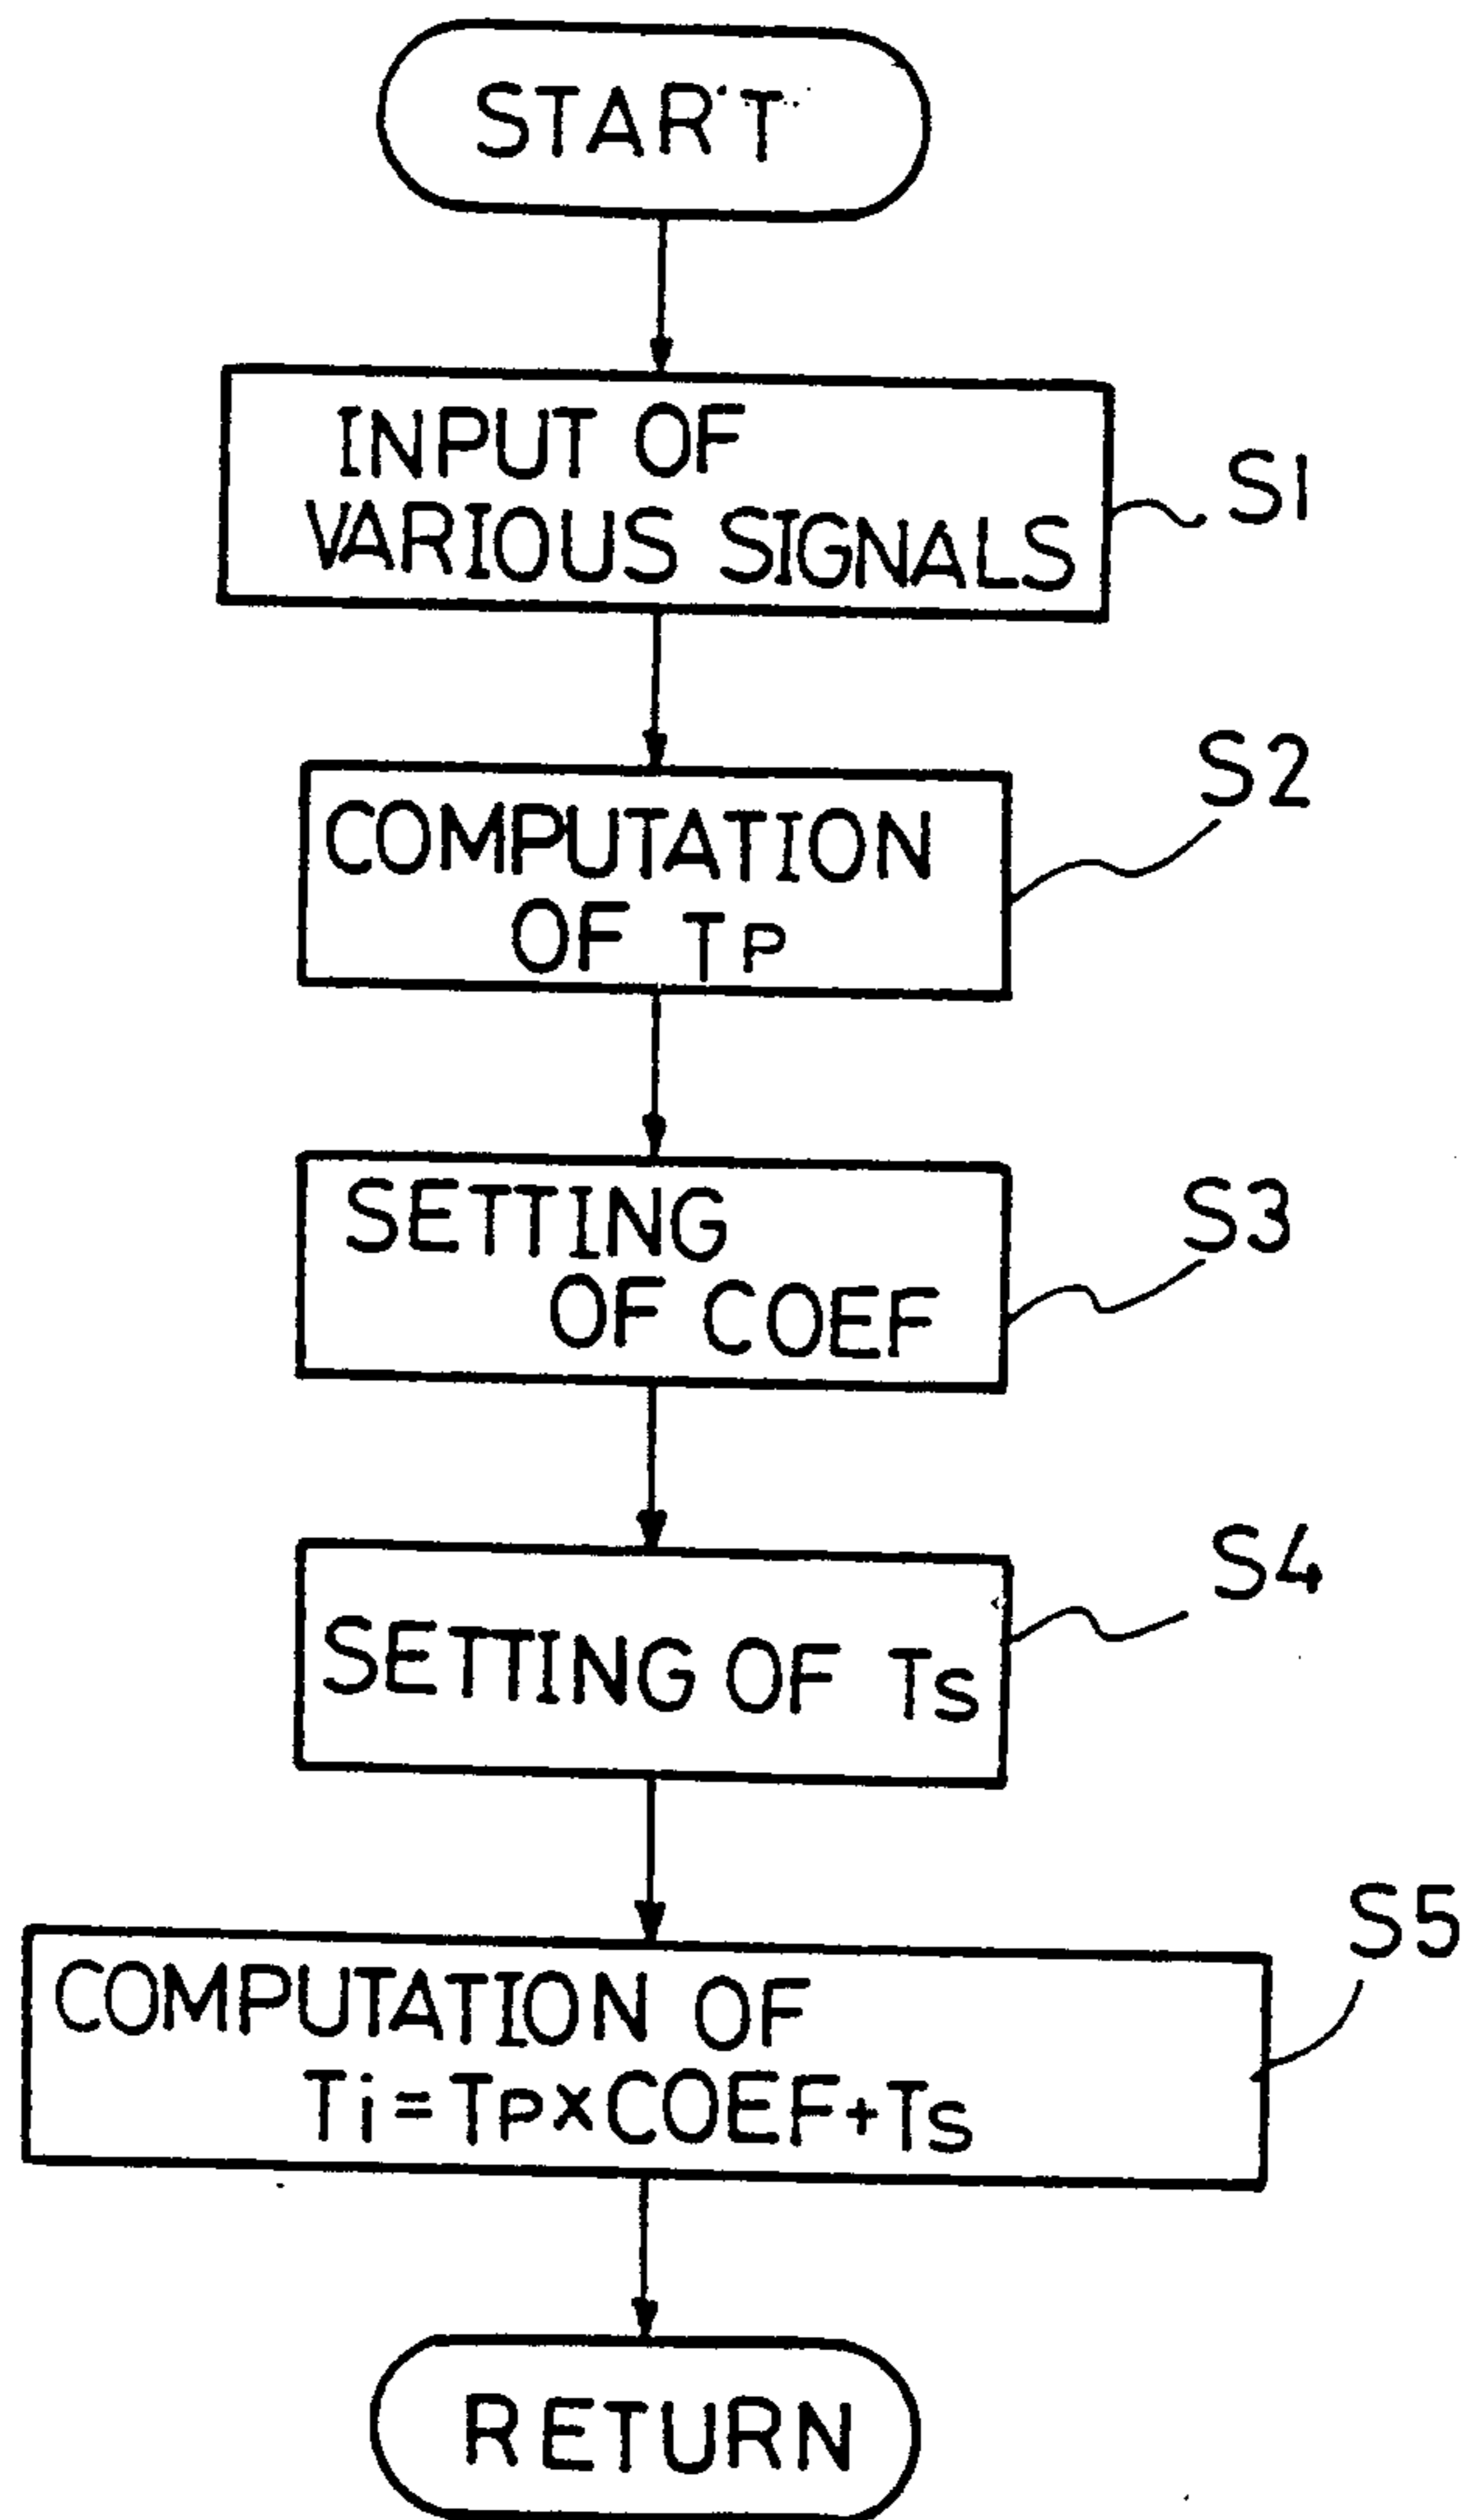 START
INPUT OF
VARIOUS SIGNALS
S1
S2
COMPUTATION
OF TP
S3
SETTING
OF COEF
S4
SETTING OF Ts
S5
COMPUTATION OF
Ti=TP×COEF+Ts
RETURN